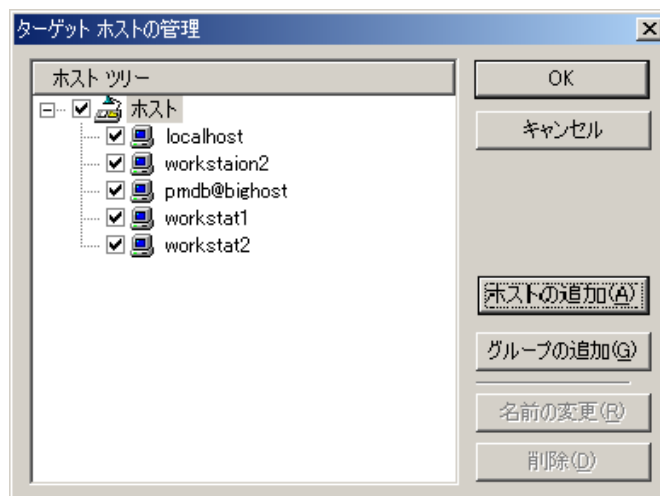 ターゲット ホストの管理
ホスト ツリー
ホスト
localhost
workstaion2
pmdb@bighost
workstat1
workstat2
OK
キャンセル
ホストの追加(A)
グループの追加(G)
名前の変更(R)
削除(D)